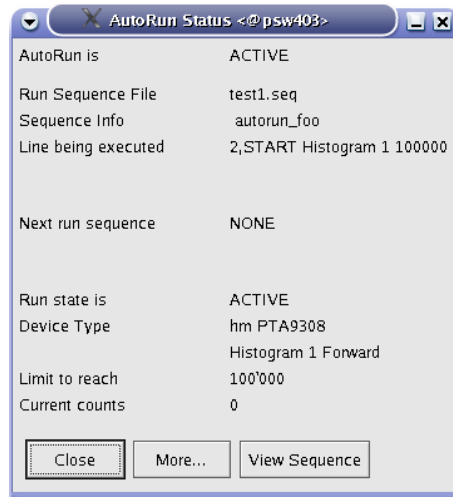 AutoRun Status <@psw403>
AutoRun is ACTIVE
Run Sequence File test1.seq
Sequence Info autorun_foo
Line being executed 2,START Histogram 1 100000
Next run sequence NONE
Run state is ACTIVE
Device Type hm PTA9308
Histogram 1 Forward
Limit to reach 100'000
Current counts 0
Close More... View Sequence